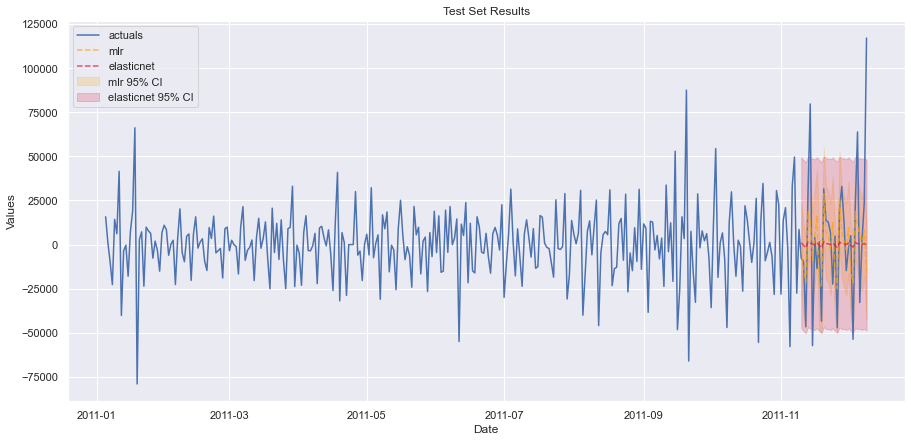 Test Set Results
actuals
mlr
elasticnet
mlr 95% CI
elasticnet 95% CI
Values
125000
100000
75000
50000
25000
0
−25000
−50000
−75000
2011-01
2011-03
2011-05
2011-07
2011-09
2011-11
Date